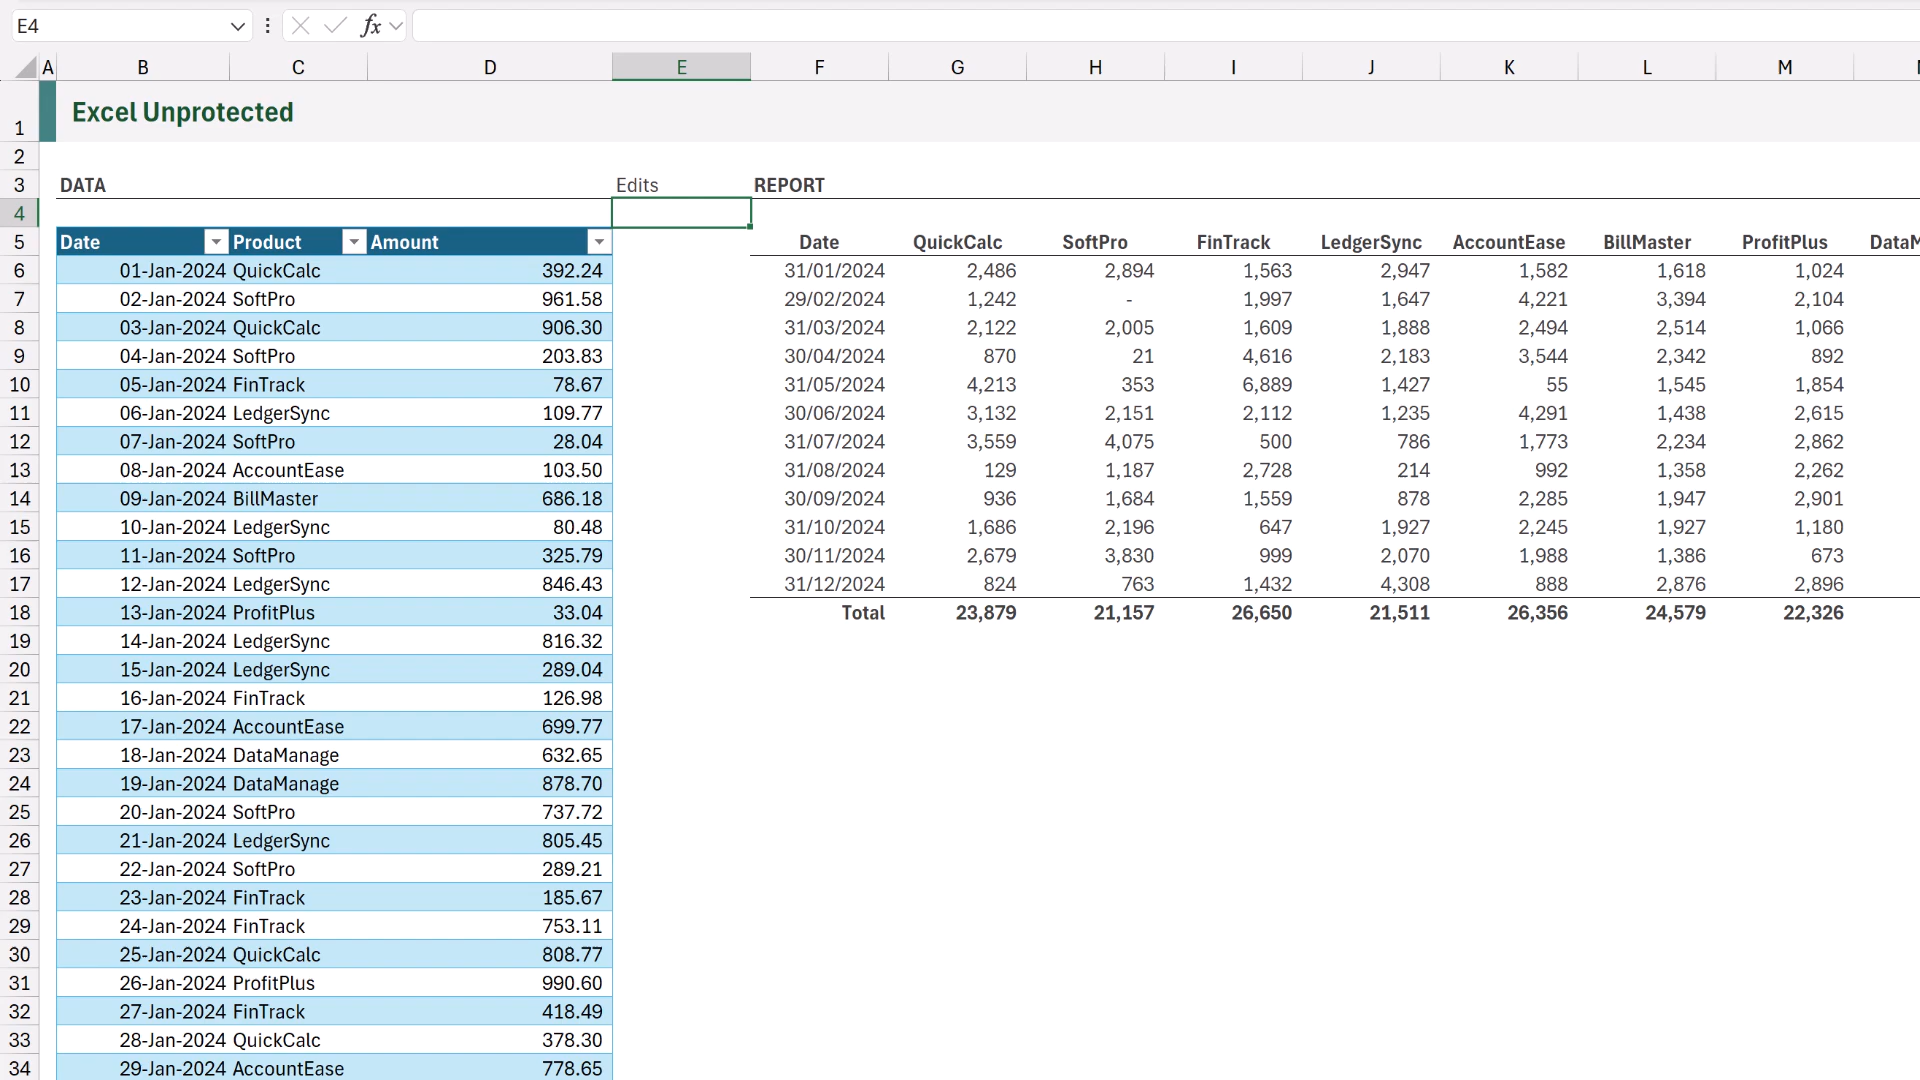 E4
fx
A B C D E F G H I J K L M
1 Excel Unprotected
2
3 DATA Edits REPORT
4
5 Date Product Amount Date QuickCalc SoftPro FinTrack LedgerSync AccountEase BillMaster ProfitPlus
6 01-Jan-2024 QuickCalc 392.24 31/01/2024 2,486 2,894 1,563 2,947 1,582 1,618 1,024
7 02-Jan-2024 SoftPro 961.58 29/02/2024 1,242 - 1,997 1,647 4,221 3,394 2,104
8 03-Jan-2024 QuickCalc 906.30 31/03/2024 2,122 2,005 1,609 1,888 2,494 2,514 1,066
9 04-Jan-2024 SoftPro 203.83 30/04/2024 870 21 4,616 2,183 3,544 2,342 892
10 05-Jan-2024 FinTrack 78.67 31/05/2024 4,213 353 6,889 1,427 55 1,545 1,854
11 06-Jan-2024 LedgerSync 109.77 30/06/2024 3,132 2,151 2,112 1,235 4,291 1,438 2,615
12 07-Jan-2024 SoftPro 28.04 31/07/2024 3,559 4,075 500 786 1,773 2,234 2,862
13 08-Jan-2024 AccountEase 103.50 31/08/2024 129 1,187 2,728 214 992 1,358 2,262
14 09-Jan-2024 BillMaster 686.18 30/09/2024 936 1,684 1,559 878 2,285 1,947 2,901
15 10-Jan-2024 LedgerSync 80.48 31/10/2024 1,686 2,196 647 1,927 2,245 1,927 1,180
16 11-Jan-2024 SoftPro 325.79 30/11/2024 2,679 3,830 999 2,070 1,988 1,386 673
17 12-Jan-2024 LedgerSync 846.43 31/12/2024 824 763 1,432 4,308 888 2,876 2,896
18 13-Jan-2024 ProfitPlus 33.04 Total 23,879 21,157 26,650 21,511 26,356 24,579 22,326
19 14-Jan-2024 LedgerSync 816.32
20 15-Jan-2024 LedgerSync 289.04
21 16-Jan-2024 FinTrack 126.98
22 17-Jan-2024 AccountEase 699.77
23 18-Jan-2024 DataManage 632.65
24 19-Jan-2024 DataManage 878.70
25 20-Jan-2024 SoftPro 737.72
26 21-Jan-2024 LedgerSync 805.45
27 22-Jan-2024 SoftPro 289.21
28 23-Jan-2024 FinTrack 185.67
29 24-Jan-2024 FinTrack 753.11
30 25-Jan-2024 QuickCalc 808.77
31 26-Jan-2024 ProfitPlus 990.60
32 27-Jan-2024 FinTrack 418.49
33 28-Jan-2024 QuickCalc 378.30
34 29-Jan-2024 AccountEase 778.65